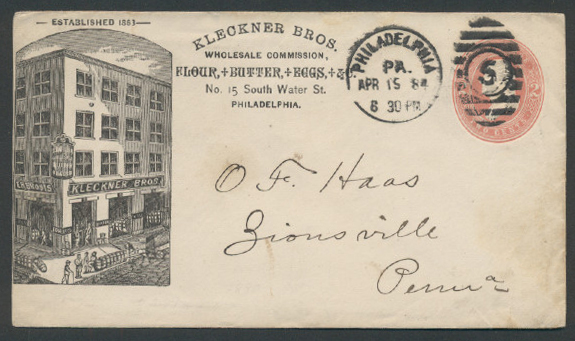 ESTABLISHED 1863
KLECKNER BROS.
WHOLESALE COMMISSION,
FLOUR,+BUTTER,+EGGS,+&C.
No. 15 South Water St.
PHILADELPHIA.
KLECKNER BROS.
PHILADELPHIA
PA.
APR 15 84
6 30 PM
O F Haas
Zionsville
Penna